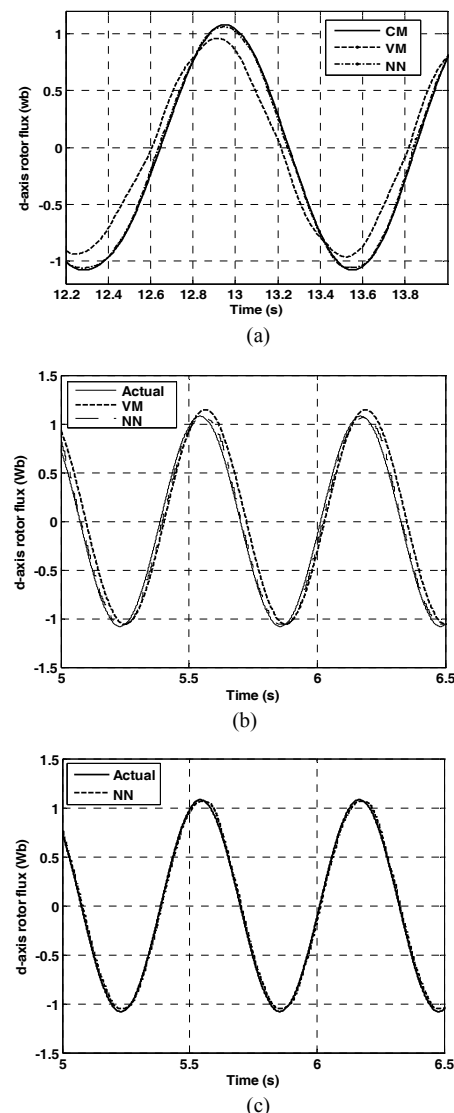 1
0.5
0
-0.5
-1
d-axis rotor flux (wb)
CM
VM
NN
12.2 12.4 12.6 12.8 13 13.2 13.4 13.6 13.8
Time (s)
(a)
1.5
1
0.5
0
-0.5
-1
-1.5
d-axis rotor flux (Wb)
Actual
VM
NN
5 5.5 6 6.5
Time (s)
(b)
1.5
1
0.5
0
-0.5
-1
-1.5
d-axis rotor flux (Wb)
Actual
NN
5 5.5 6 6.5
Time (s)
(c)